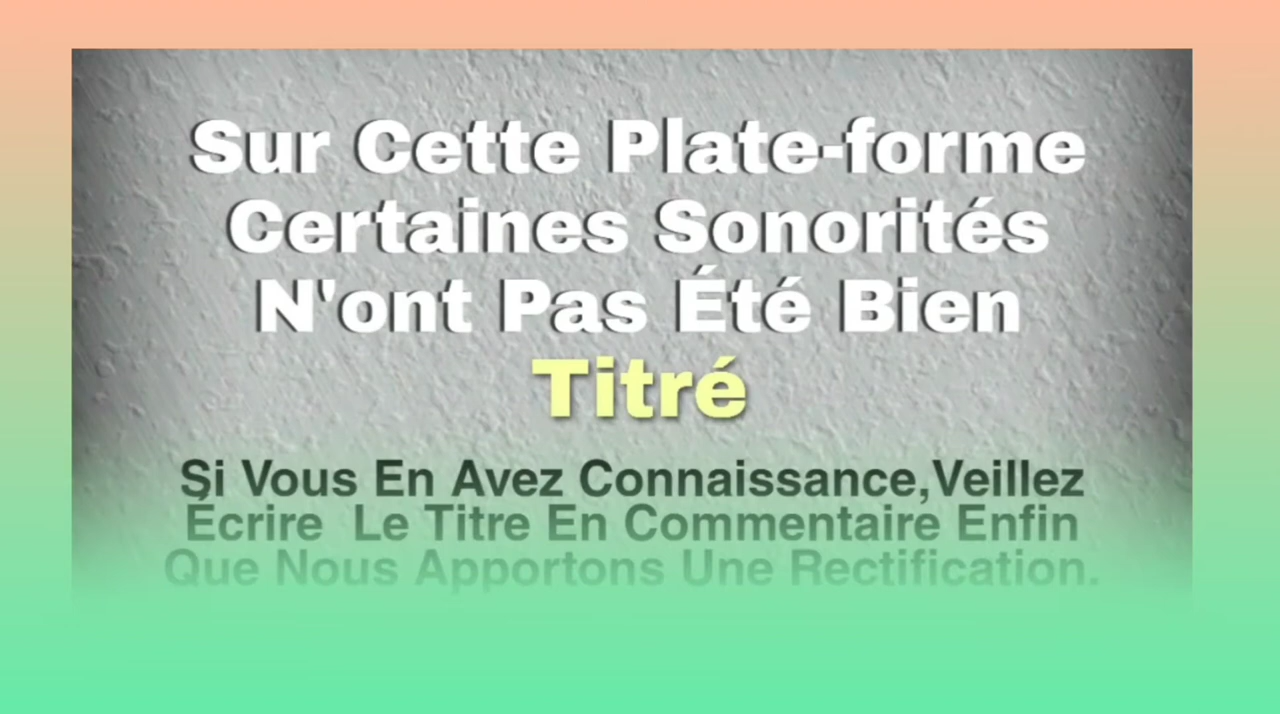 Sur Cette Plate-forme
Certaines Sonorités
N'ont Pas Été Bien
Titré
Si Vous En Avez Connaissance,Veillez
Écrire Le Titre En Commentaire Enfin
Que Nous Apportons Une Rectification.